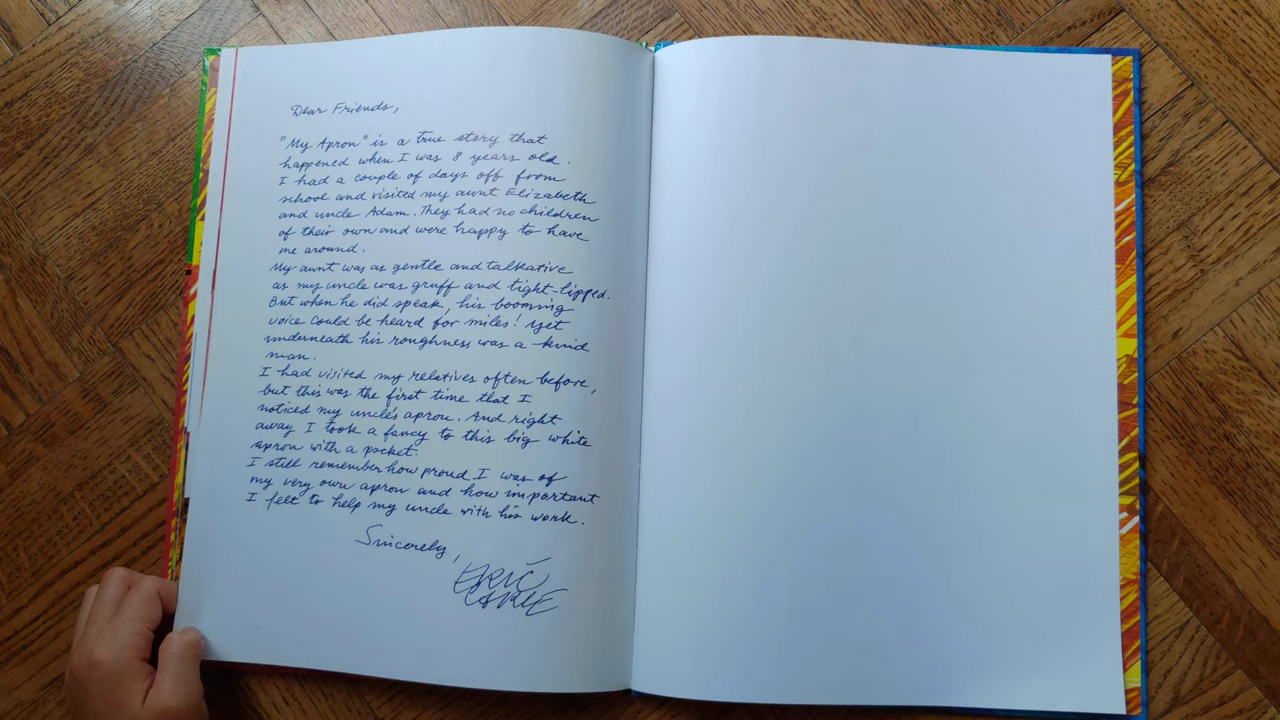 Dear Friends,
"My Apron" is a true story that
happened when I was 8 years old.
I had a couple of days off from
school and visited my aunt Elizabeth
and uncle Adam. They had no children
of their own and were happy to have
me around.
My aunt was as gentle and talkative
as my uncle was gruff and tight-lipped.
But when he did speak, his booming
voice could be heard for miles! Yet
underneath his roughness was a kind
man.
I had visited my relatives often before,
but this was the first time that I
noticed my uncle's apron. And right
away I took a fancy to this big white
apron with a pocket.
I still remember how proud I was of
my very own apron and how important
I felt to help my uncle with his work.
Sincerely,
ERIC
CARLE